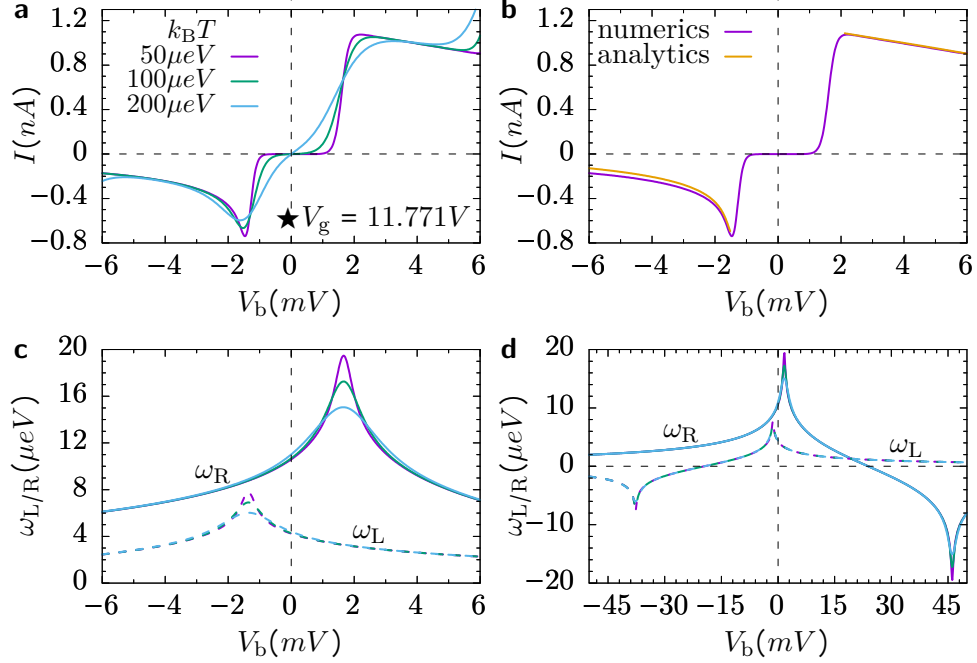 a
I(nA)
1.2
0.8
0.4
0
−0.4
−0.8
k_BT
50μeV
100μeV
200μeV
★V_g = 11.771V
−6 −4 −2 0 2 4 6
V_b(mV)
b
I(nA)
1.2
0.8
0.4
0
−0.4
−0.8
numerics
analytics
−6 −4 −2 0 2 4 6
V_b(mV)
c
ω_L/R(μeV)
20
16
12
8
4
0
ω_R
ω_L
−6 −4 −2 0 2 4 6
V_b(mV)
d
ω_L/R(μeV)
20
10
0
−10
−20
ω_R
ω_L
−45 −30 −15 0 15 30 45
V_b(mV)